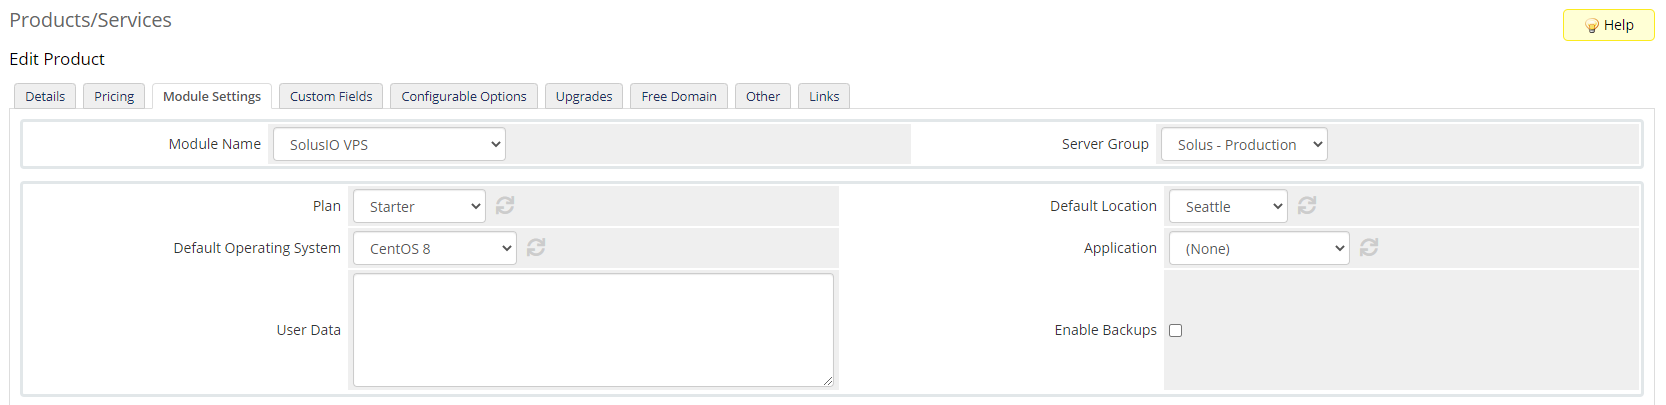 Products/Services
Help
Edit Product
Details Pricing Module Settings Custom Fields Configurable Options Upgrades Free Domain Other Links
Module Name SolusIO VPS Server Group Solus - Production
Plan Starter Default Location Seattle
Default Operating System CentOS 8 Application (None)
User Data Enable Backups